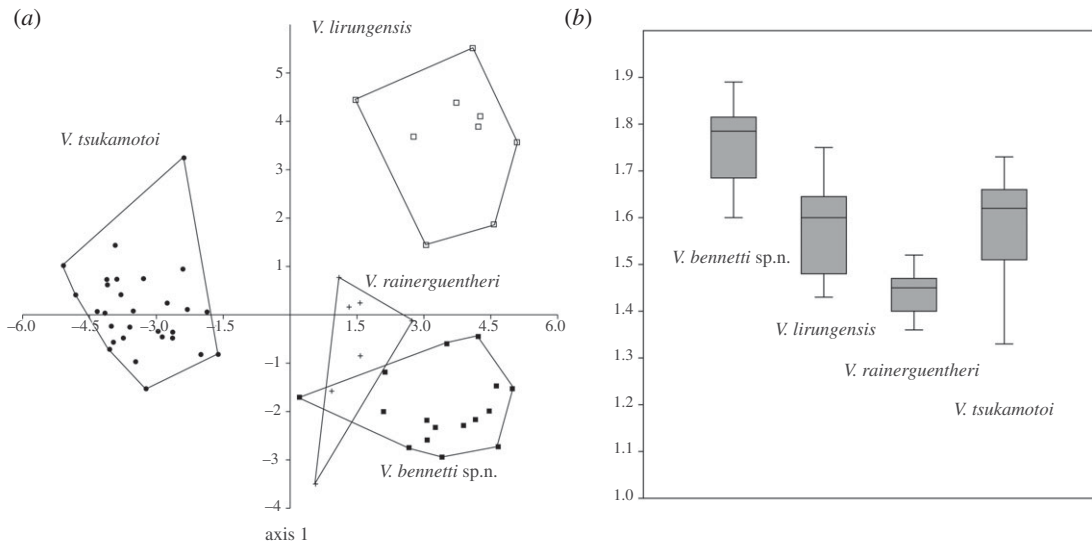 (a)
V. lirungensis
5
4
V. tsukamotoi
3
2
1
V. rainerguentheri
–6.0 –4.5 –3.0 –1.5 0 1.5 3.0 4.5 6.0
–1
–2
–3
V. bennetti sp.n.
–4
axis 1
(b)
1.9
1.8
1.7
1.6
1.5
V. bennetti sp.n.
1.4
V. lirungensis
1.3
V. rainerguentheri
1.2
V. tsukamotoi
1.1
1.0